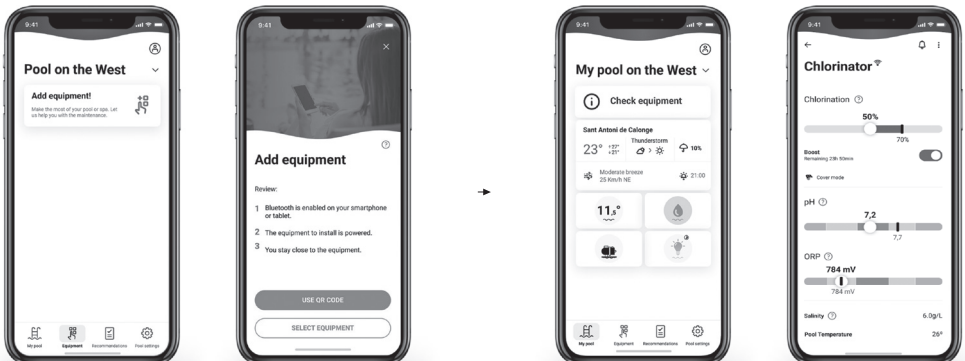 9:41
Pool on the West
Add equipment!
Make the most of your pool or spa. Let
us help you with the maintenance.
My pool
Equipment
Recommendations
Pool settings
9:41
Add equipment
Review:
1 Bluetooth is enabled on your smartphone
or tablet.
2 The equipment to install is powered.
3 You stay close to the equipment.
USE QR CODE
SELECT EQUIPMENT
9:41
My pool on the West
Check equipment
Sant Antoni de Calonge
23° +27° +21°
Thunderstorm
10%
Moderate breeze
25 Km/h NE
21:00
11,5°
My pool
Equipment
Recommendations
Pool settings
9:41
Chlorinator
Chlorination
50%
70%
Boost
Remaining 23h 50min
Cover mode
pH
7,2
7,7
ORP
784 mV
784 mV
Salinity 6.0g/L
Pool Temperature 26°